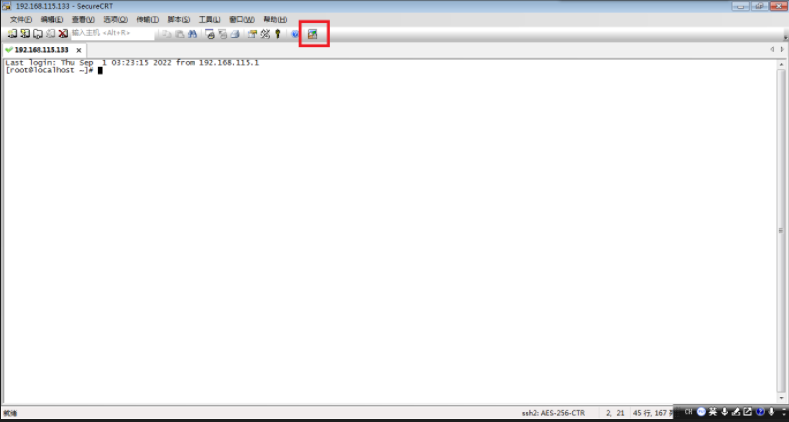 192.168.115.133 - SecureCRT
文件(F) 编辑(E) 查看(V) 选项(O) 传输(T) 脚本(S) 工具(L) 窗口(W) 帮助(H)
输入主机 <Alt+R>
192.168.115.133 x
Last login: Thu Sep  1 03:23:15 2022 from 192.168.115.1
[root@localhost ~]#
就绪 ssh2: AES-256-CTR 2, 21 45 行, 167 CH 英